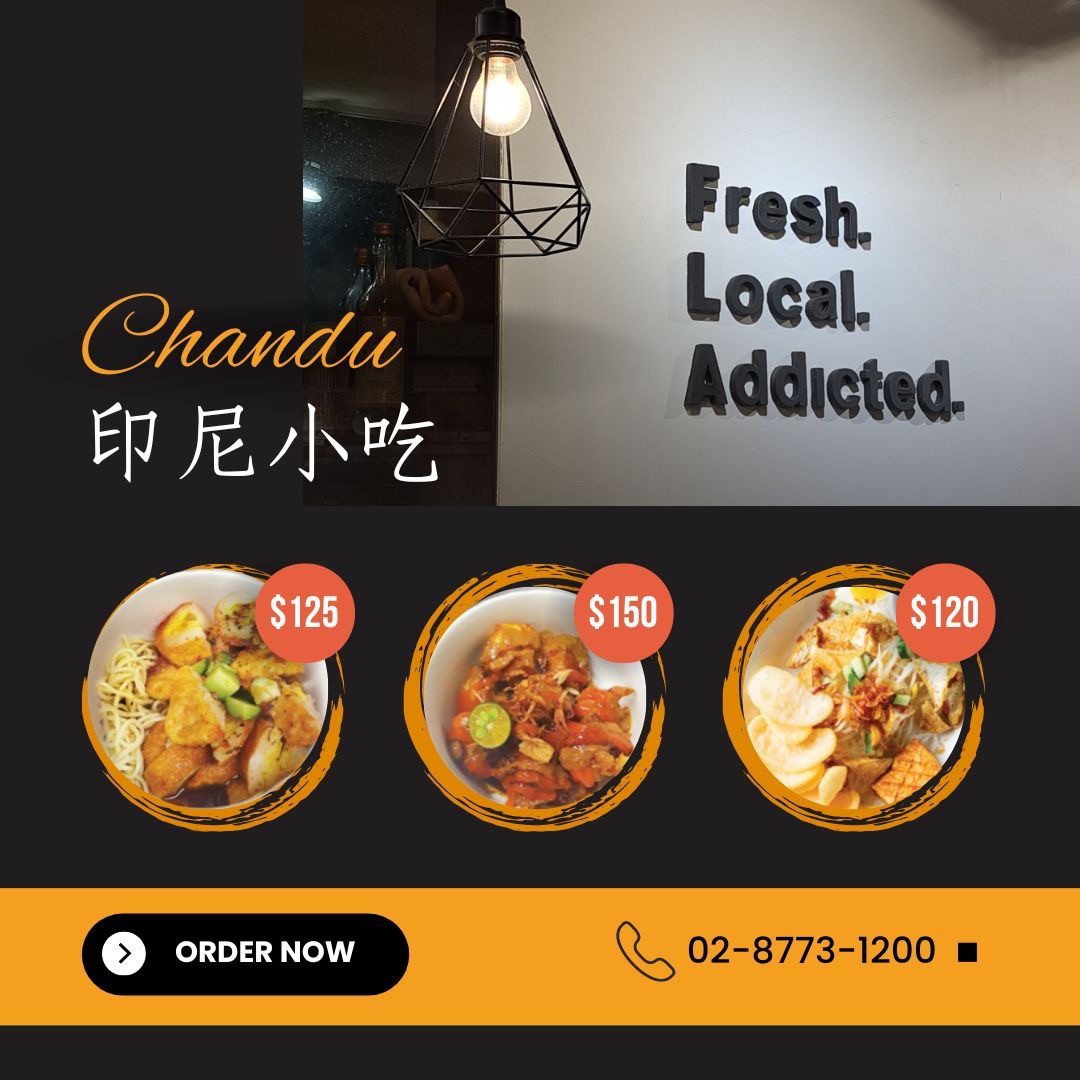 Fresh.
Local.
Addicted.
Chandu
印尼小吃
$125
$150
$120
ORDER NOW
02-8773-1200